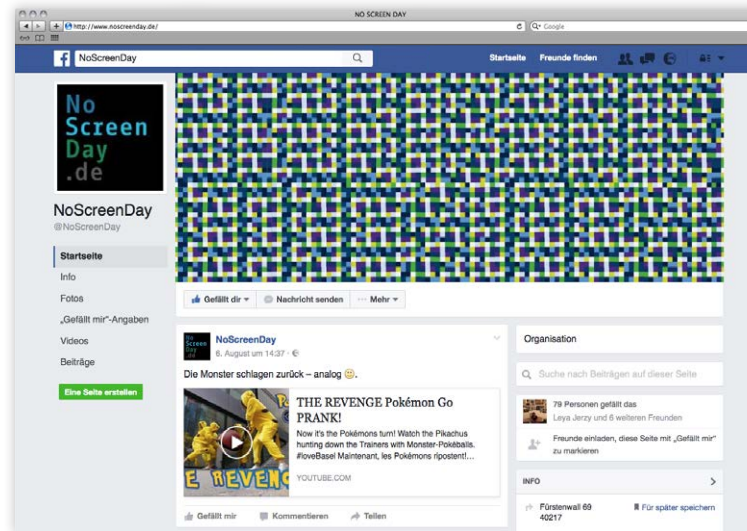 NO SCREEN DAY
http://www.noscreenday.de/
Google
NoScreenDay
Startseite
Freunde finden
No
Screen
Day
.de
NoScreenDay
@NoScreenDay
Startseite
Info
Fotos
„Gefällt mir"-Angaben
Videos
Beiträge
Eine Seite erstellen
Gefällt dir
Nachricht senden
··· Mehr
No
Screen
Day
.de
NoScreenDay
6. August um 14:37 ·
Die Monster schlagen zurück – analog 🙂.
THE REVENGE Pokémon Go
PRANK!
Now it's the Pokémons turn! Watch the Pikachus
hunting down the Trainers with Monster-Pokéballs.
#loveBasel Maintenant, les Pokémons ripostent!…
YOUTUBE.COM
E REVENG
Gefällt mir
Kommentieren
Teilen
Organisation
Suche nach Beiträgen auf dieser Seite
79 Personen gefällt das
Leya Jerzy und 6 weiteren Freunden
Freunde einladen, diese Seite mit „Gefällt mir"
zu markieren
INFO
Fürstenwall 69
40217
Für später speichern